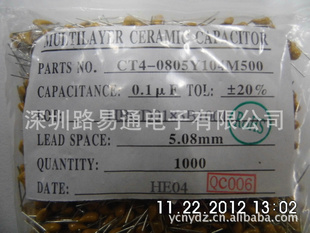 MULTILAYER CERAMIC CAPACITOR
PARTS NO. CT4-0805Y104M500
CAPACITANCE: 0.1μF TOL: ±20%
深圳路易通电子有限公司
LEAD SPACE: 5.08mm
QUANTITY: 1000
DATE: HE04 QC006
11.22.2012 13:02
ycnydz.cn.alibaba.com